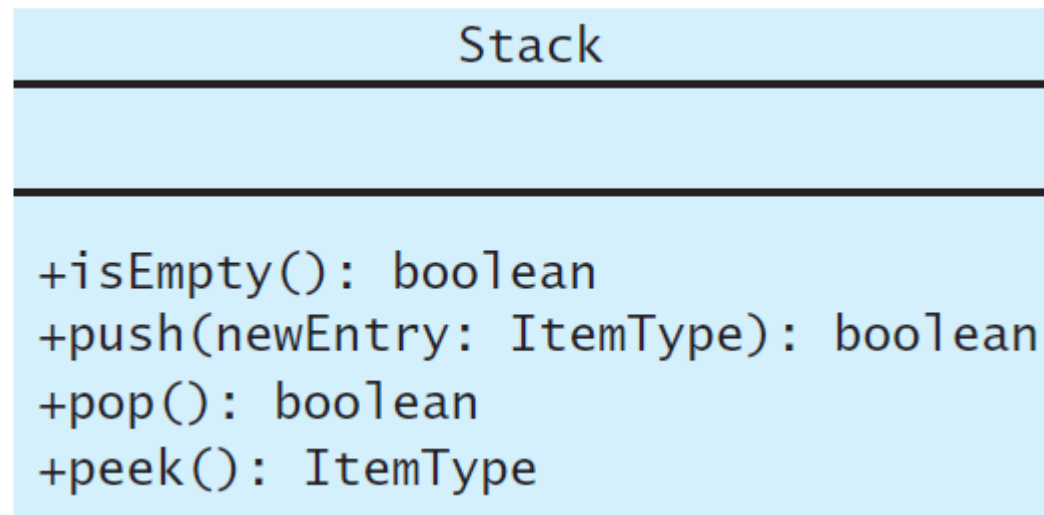 Stack
+isEmpty(): boolean
+push(newEntry: ItemType): boolean
+pop(): boolean
+peek(): ItemType